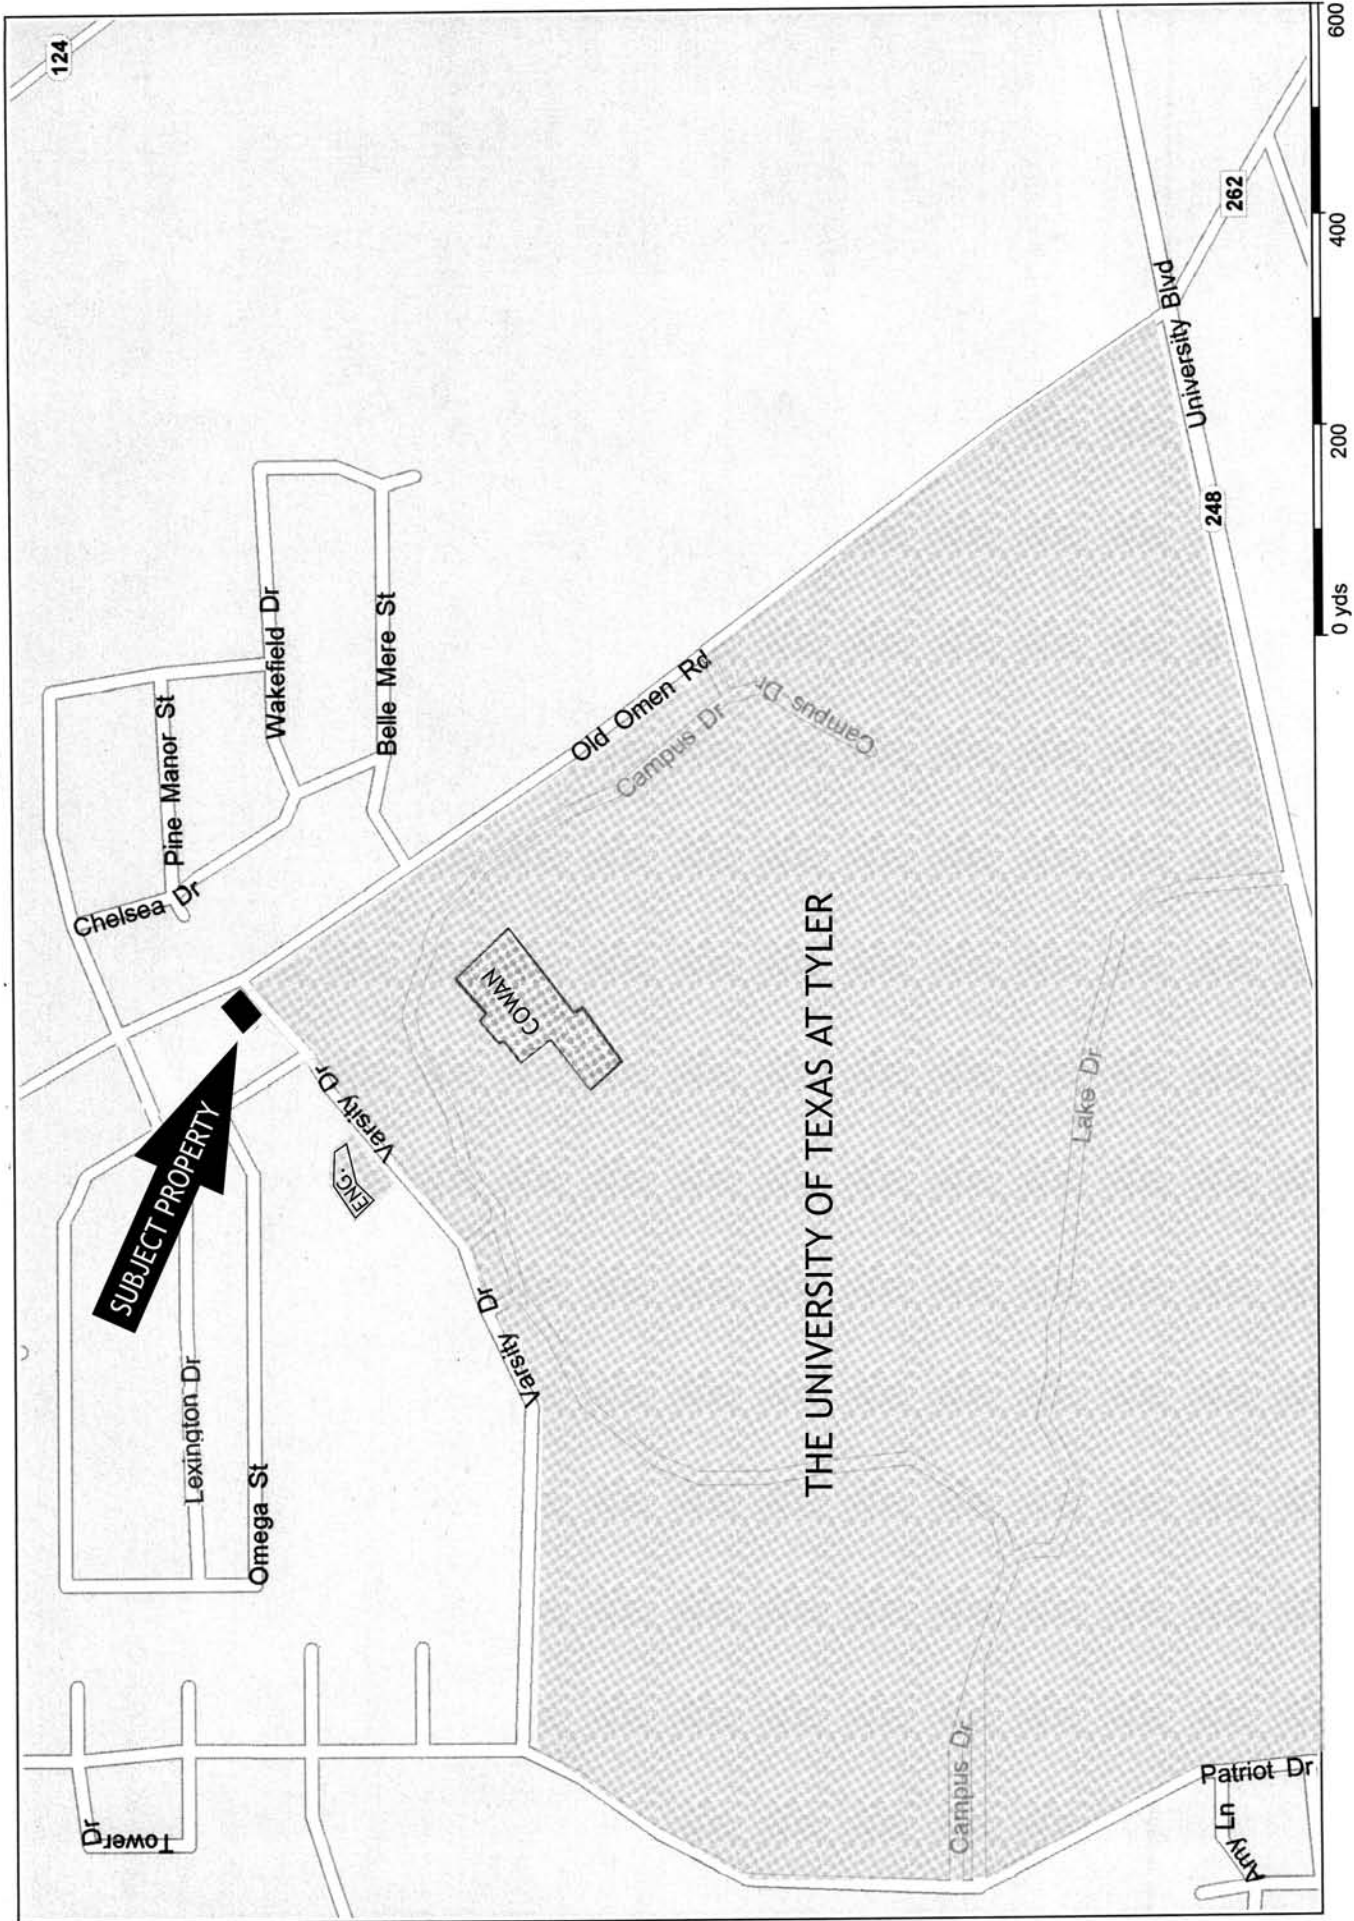 124
Chelsea Dr
Pine Manor St
Wakefield Dr
Belle Mere St
SUBJECT PROPERTY
Lexington Dr
Omega St
Tower Dr
Varsity Dr
ENG.
Varsity Dr
COWAN
Old Omen Rd
Campus Dr
Campus Dr
THE UNIVERSITY OF TEXAS AT TYLER
Lake Dr
Campus Dr
Patriot Dr
Amy Ln
University Blvd
248
262
0 yds
200
400
600